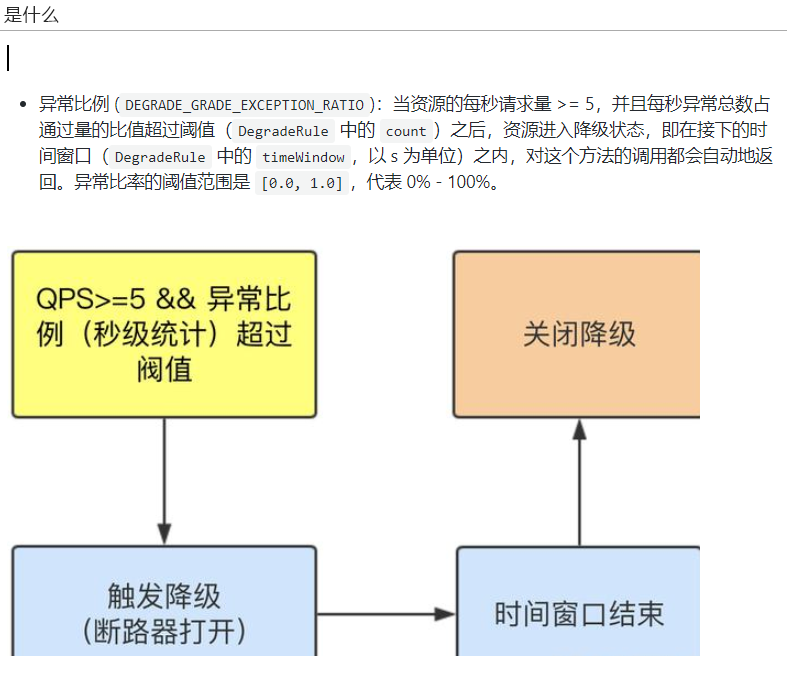 是什么
异常比例 (DEGRADE_GRADE_EXCEPTION_RATIO)：当资源的每秒请求量 >= 5，并且每秒异常总数占
通过量的比值超过阈值（DegradeRule 中的 count）之后，资源进入降级状态，即在接下的时
间窗口（DegradeRule 中的 timeWindow，以 s 为单位）之内，对这个方法的调用都会自动地返
回。异常比率的阈值范围是 [0.0, 1.0]，代表 0% - 100%。
QPS>=5 && 异常比
例（秒级统计）超过
阀值
关闭降级
触发降级
（断路器打开）
时间窗口结束